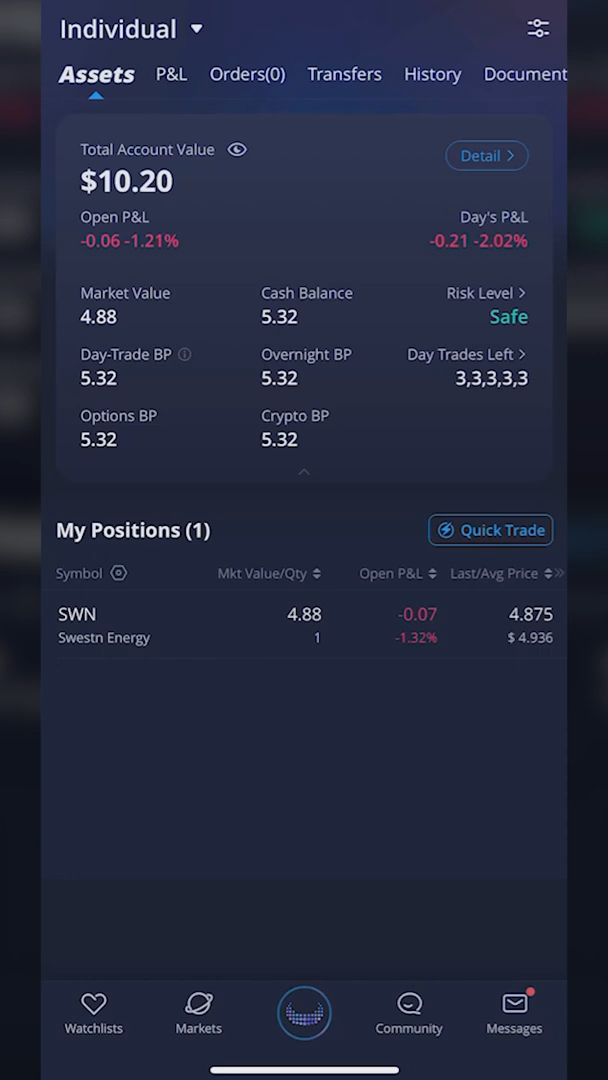 Individual
Assets P&L Orders(0) Transfers History Document
Total Account Value
Detail >
$10.20
Open P&L Day's P&L
-0.06 -1.21% -0.21 -2.02%
Market Value Cash Balance Risk Level >
4.88 5.32 Safe
Day-Trade BP Overnight BP Day Trades Left >
5.32 5.32 3,3,3,3,3
Options BP Crypto BP
5.32 5.32
My Positions (1) Quick Trade
Symbol Mkt Value/Qty Open P&L Last/Avg Price
SWN 4.88 -0.07 4.875
Swestn Energy 1 -1.32% $ 4.936
Watchlists Markets Community Messages